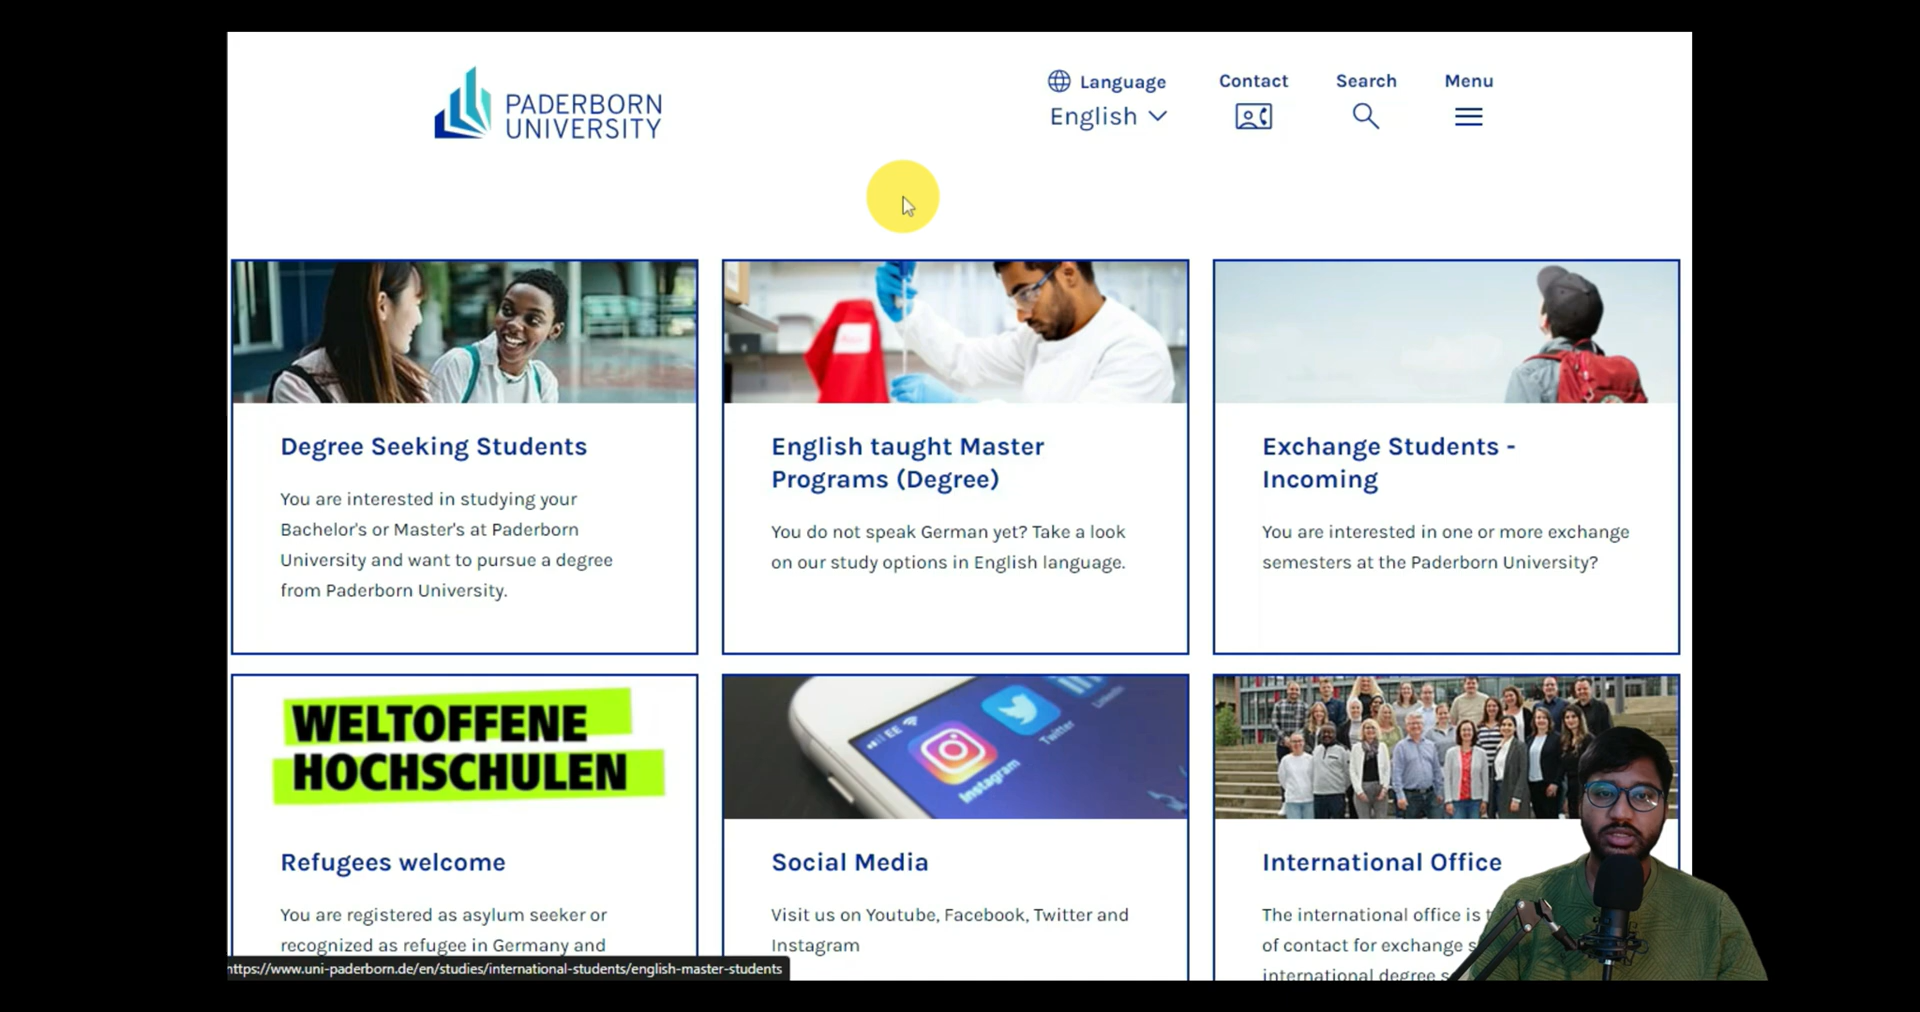 PADERBORN
UNIVERSITY
Language
English
Contact
Search
Menu
Degree Seeking Students
You are interested in studying your
Bachelor's or Master's at Paderborn
University and want to pursue a degree
from Paderborn University.
English taught Master
Programs (Degree)
You do not speak German yet? Take a look
on our study options in English language.
Exchange Students -
Incoming
You are interested in one or more exchange
semesters at the Paderborn University?
WELTOFFENE
HOCHSCHULEN
Refugees welcome
You are registered as asylum seeker or
recognized as refugee in Germany and
EE
Instagram
Twitter
LinkedIn
Social Media
Visit us on Youtube, Facebook, Twitter and
Instagram
International Office
The international office is
of contact for exchange
international degree
https://www.uni-paderborn.de/en/studies/international-students/english-master-students